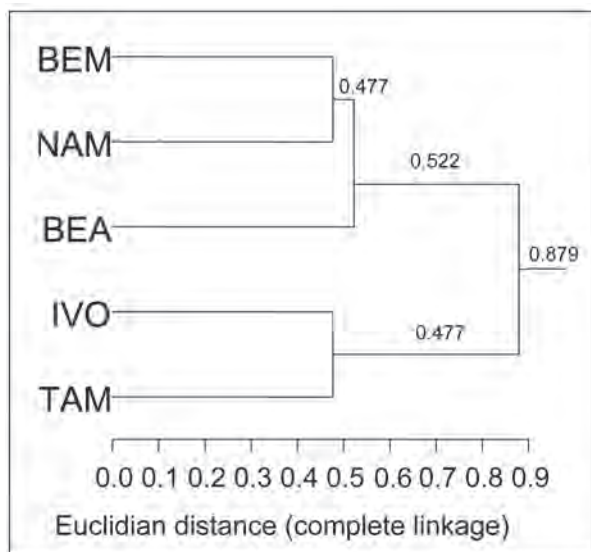 BEM
0.477
NAM
0.522
BEA
0.879
IVO
0.477
TAM
0.0 0.1 0.2 0.3 0.4 0.5 0.6 0.7 0.8 0.9
Euclidian distance (complete linkage)